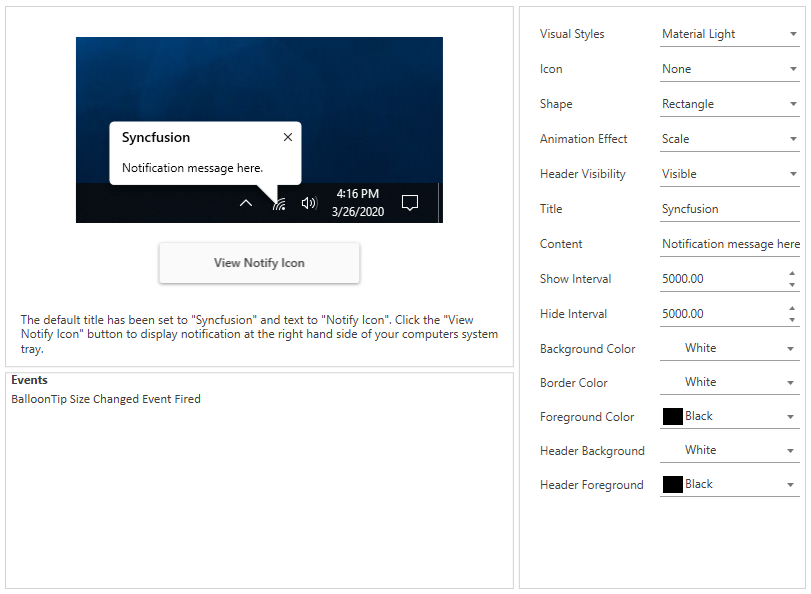 Syncfusion
Notification message here.
4:16 PM
3/26/2020
View Notify Icon
The default title has been set to "Syncfusion" and text to "Notify Icon". Click the "View
Notify Icon" button to display notification at the right hand side of your computers system
tray.
Events
BalloonTip Size Changed Event Fired
Visual Styles Material Light
Icon None
Shape Rectangle
Animation Effect Scale
Header Visibility Visible
Title Syncfusion
Content Notification message here
Show Interval 5000.00
Hide Interval 5000.00
Background Color White
Border Color White
Foreground Color Black
Header Background White
Header Foreground Black